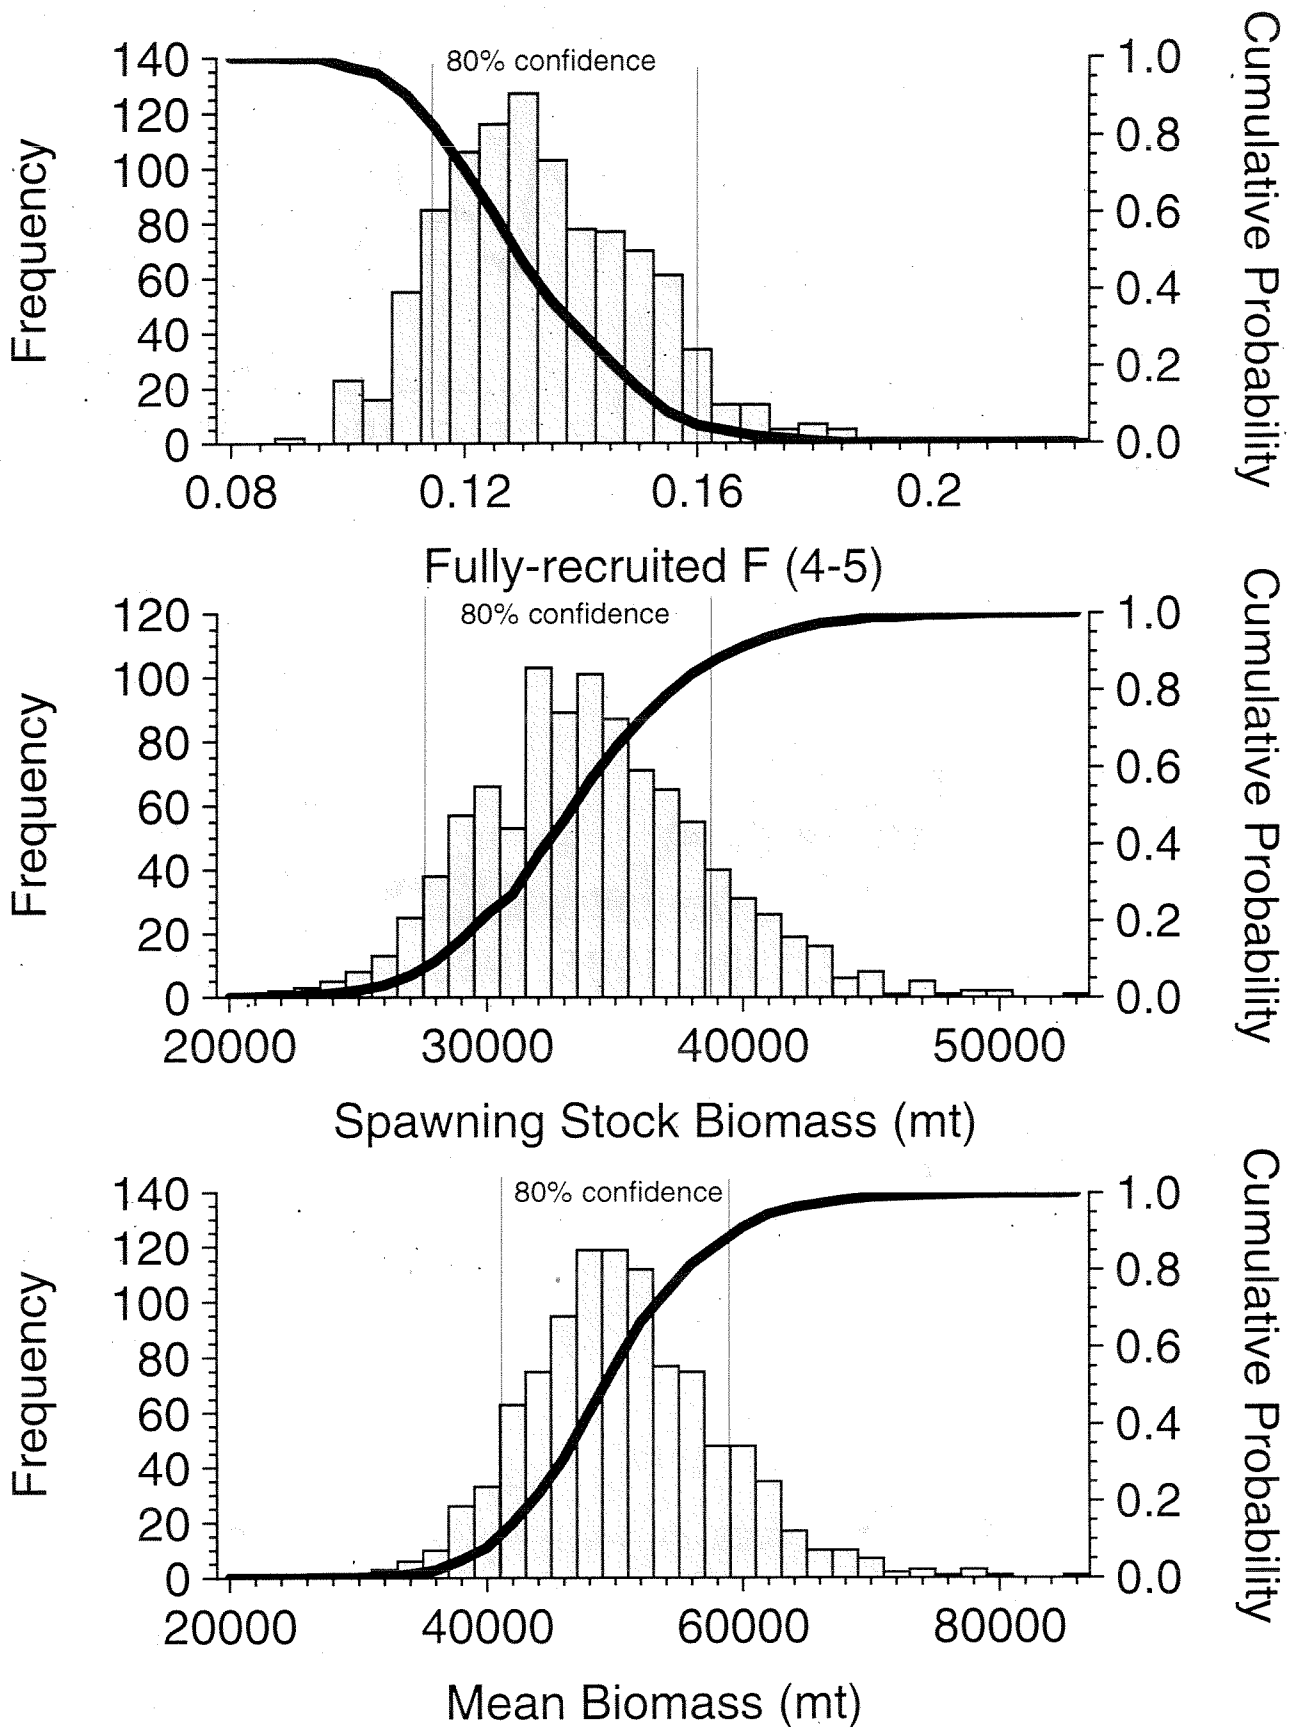 140 80% confidence 1.0
120 0.8
100
80 0.6
60 0.4
40 0.2
20
0 0.0
0.08 0.12 0.16 0.2
Frequency
Cumulative Probability
Fully-recruited F (4-5)
120 80% confidence 1.0
100 0.8
80 0.6
60
40 0.4
20 0.2
0 0.0
20000 30000 40000 50000
Frequency
Cumulative Probability
Spawning Stock Biomass (mt)
140 80% confidence 1.0
120 0.8
100
80 0.6
60 0.4
40 0.2
20
0 0.0
20000 40000 60000 80000
Frequency
Cumulative Probability
Mean Biomass (mt)